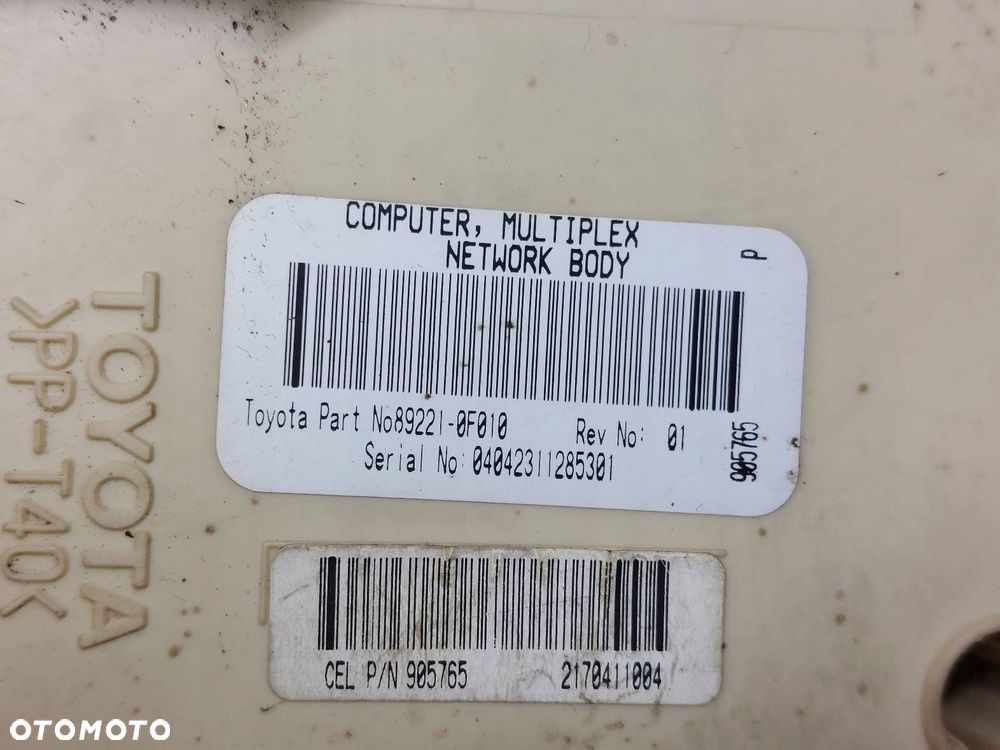 COMPUTER, MULTIPLEX
NETWORK BODY
P
Toyota Part No89221-0F010 Rev No: 01
Serial No:04042311285301
905765
TOYOTA
>PP-T40<
CEL P/N 905765 2170411004
OTOMOTO